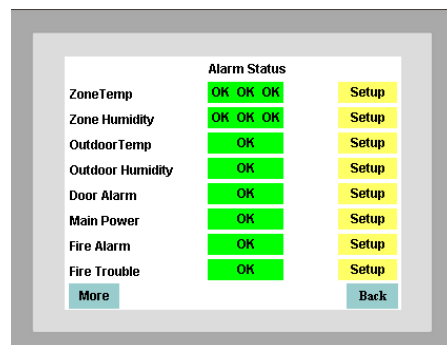 Alarm Status
ZoneTemp OK OK OK Setup
Zone Humidity OK OK OK Setup
OutdoorTemp OK Setup
Outdoor Humidity OK Setup
Door Alarm OK Setup
Main Power OK Setup
Fire Alarm OK Setup
Fire Trouble OK Setup
More Back